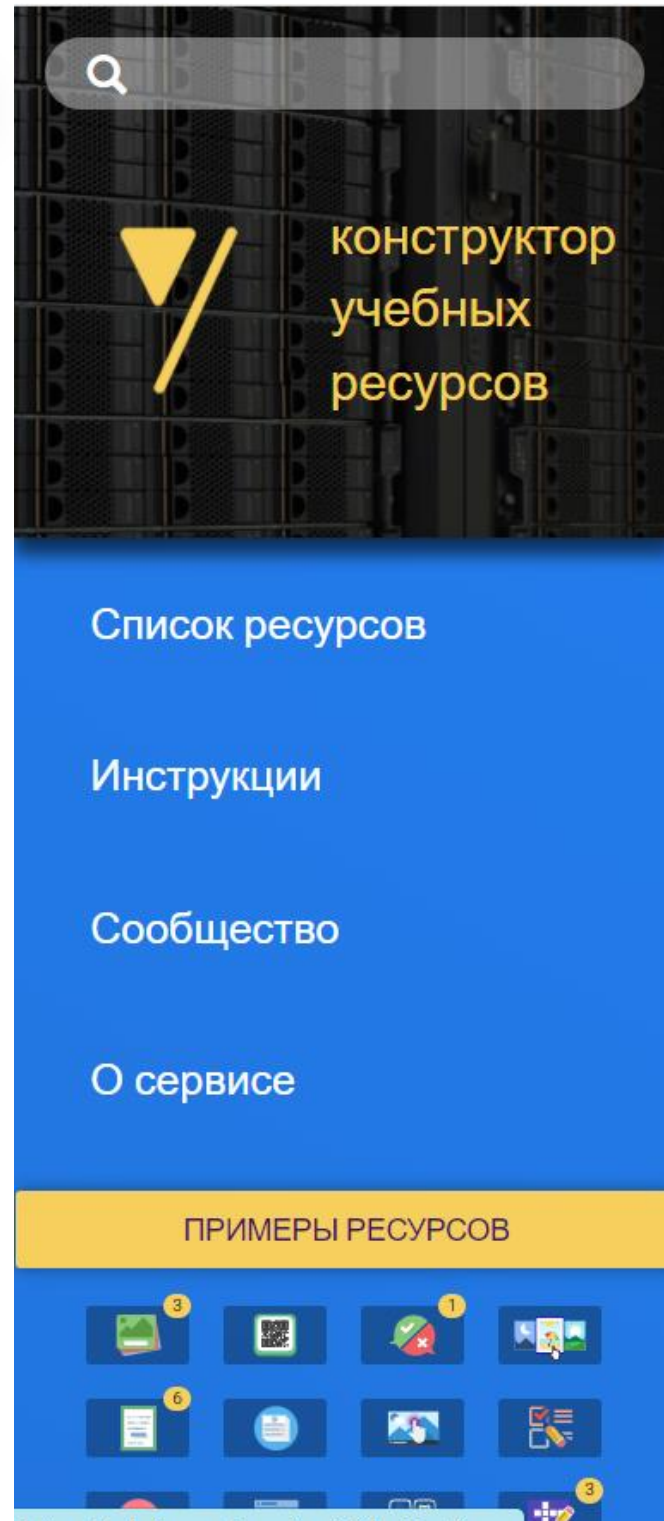 конструктор
учебных
ресурсов
Список ресурсов
Инструкции
Сообщество
О сервисе
ПРИМЕРЫ РЕСУРСОВ
3
1
6
3